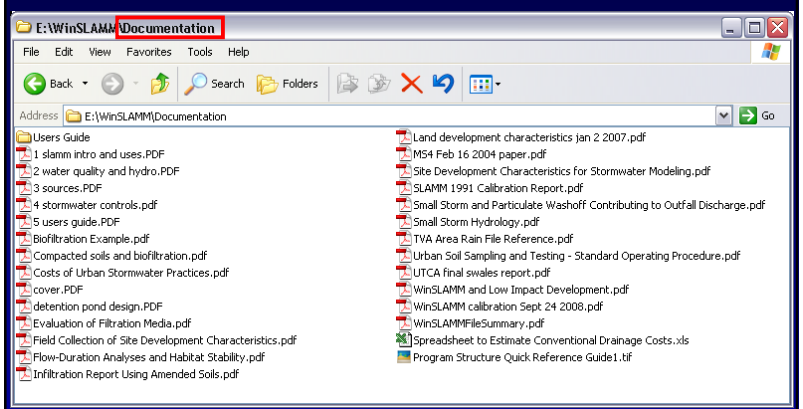 E:\WinSLAMM\Documentation
File Edit View Favorites Tools Help
Back Search Folders
Address E:\WinSLAMM\Documentation Go
Users Guide
1 slamm intro and uses.PDF
2 water quality and hydro.PDF
3 sources.PDF
4 stormwater controls.pdf
5 users guide.PDF
Biofiltration Example.pdf
Compacted soils and biofiltration.pdf
Costs of Urban Stormwater Practices.pdf
cover.PDF
detention pond design.PDF
Evaluation of Filtration Media.pdf
Field Collection of Site Development Characteristics.pdf
Flow-Duration Analyses and Habitat Stability.pdf
Infiltration Report Using Amended Soils.pdf
Land development characteristics jan 2 2007.pdf
MS4 Feb 16 2004 paper.pdf
Site Development Characteristics for Stormwater Modeling.pdf
SLAMM 1991 Calibration Report.pdf
Small Storm and Particulate Washoff Contributing to Outfall Discharge.pdf
Small Storm Hydrology.pdf
TVA Area Rain File Reference.pdf
Urban Soil Sampling and Testing - Standard Operating Procedure.pdf
UTCA final swales report.pdf
WinSLAMM and Low Impact Development.pdf
WinSLAMM calibration Sept 24 2008.pdf
WinSLAMMFileSummary.pdf
Spreadsheet to Estimate Conventional Drainage Costs.xls
Program Structure Quick Reference Guide1.tif